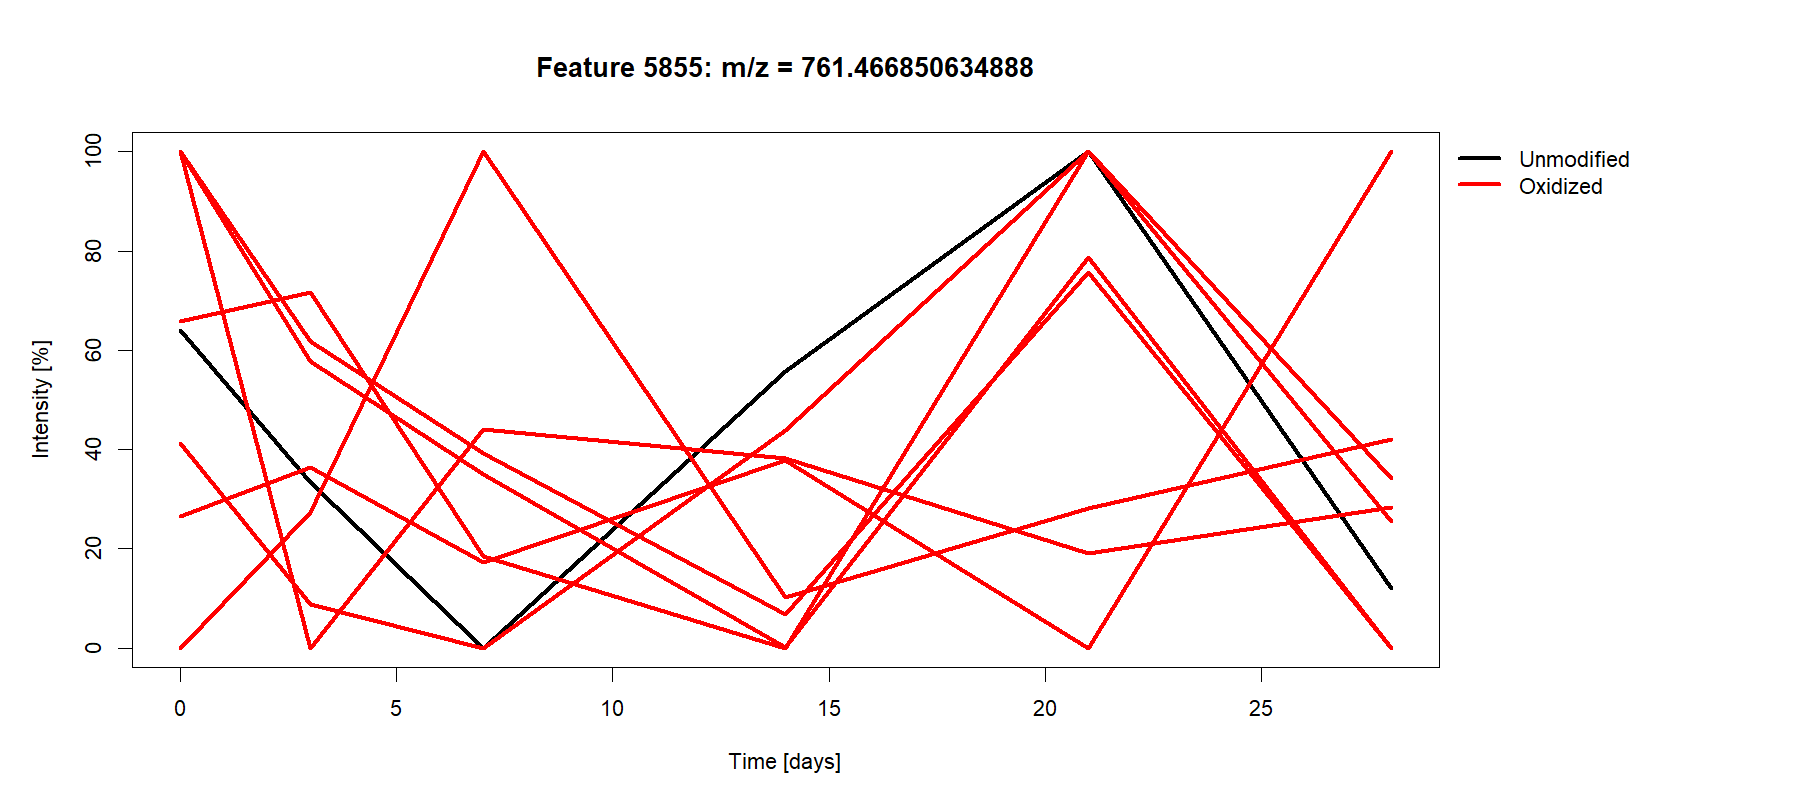 Feature 5855: m/z = 761.466850634888
Unmodified
Oxidized
Intensity [%]
100
80
60
40
20
0
0 5 10 15 20 25
Time [days]